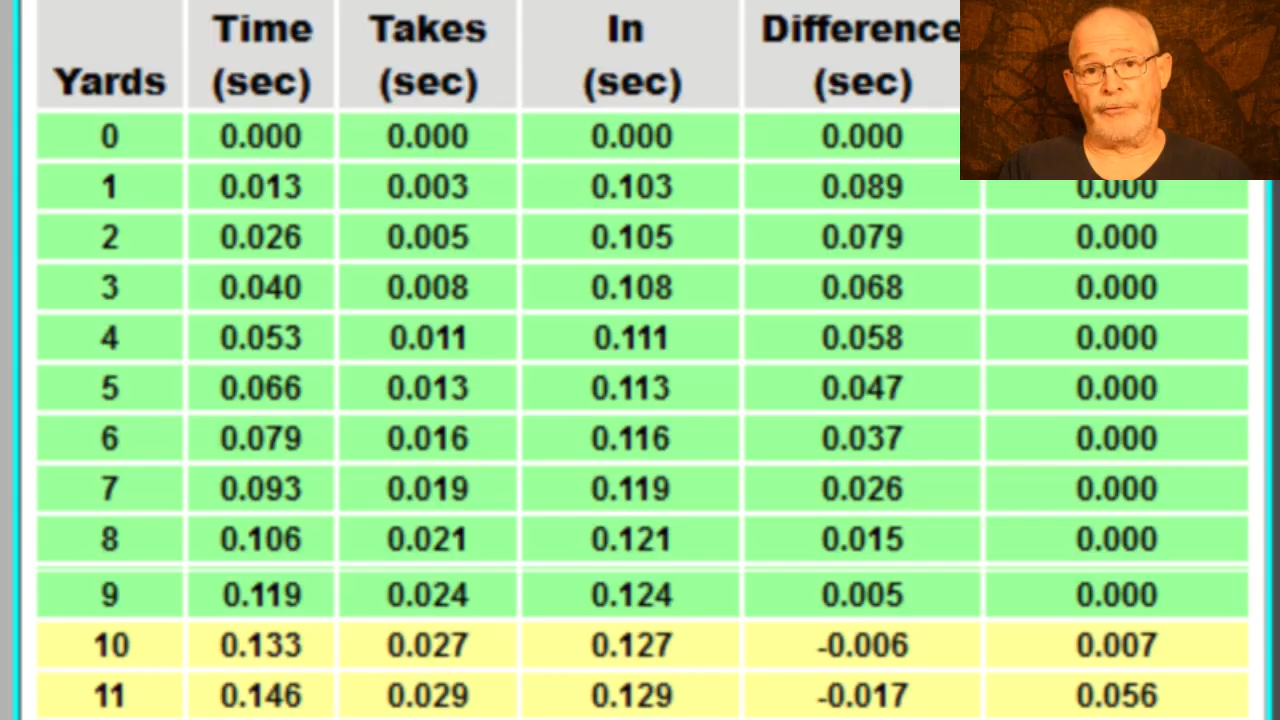 Time Takes In Difference
Yards (sec) (sec) (sec) (sec)
0 0.000 0.000 0.000 0.000
1 0.013 0.003 0.103 0.089 0.000
2 0.026 0.005 0.105 0.079 0.000
3 0.040 0.008 0.108 0.068 0.000
4 0.053 0.011 0.111 0.058 0.000
5 0.066 0.013 0.113 0.047 0.000
6 0.079 0.016 0.116 0.037 0.000
7 0.093 0.019 0.119 0.026 0.000
8 0.106 0.021 0.121 0.015 0.000
9 0.119 0.024 0.124 0.005 0.000
10 0.133 0.027 0.127 -0.006 0.007
11 0.146 0.029 0.129 -0.017 0.056